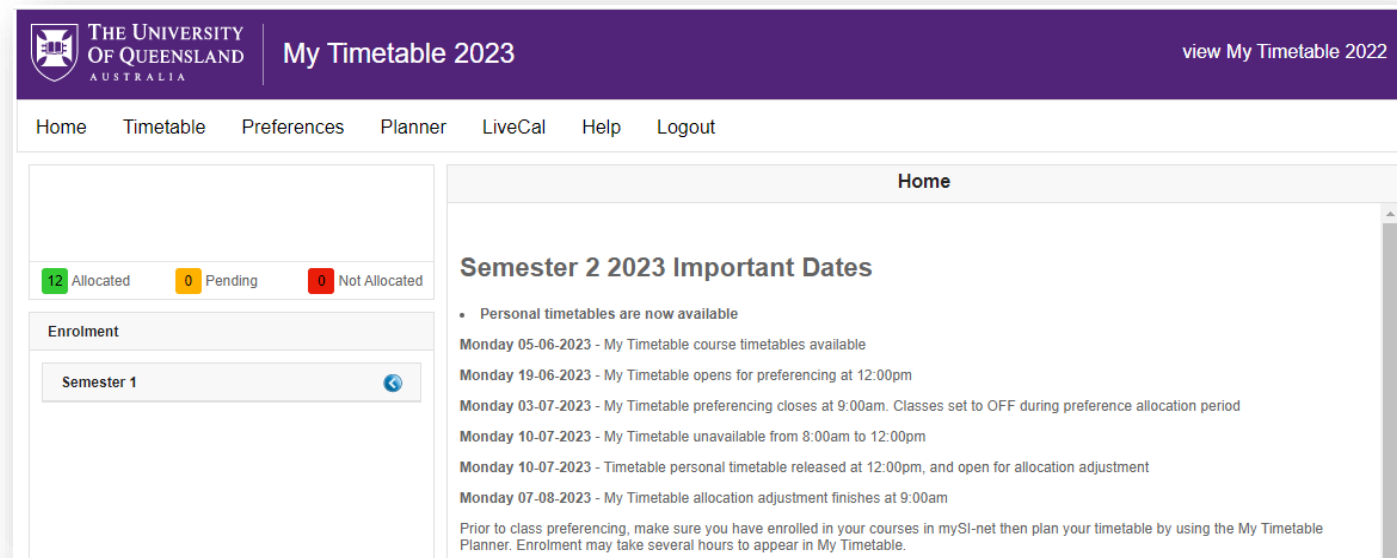 THE UNIVERSITY
OF QUEENSLAND
AUSTRALIA
My Timetable 2023
view My Timetable 2022
Home Timetable Preferences Planner LiveCal Help Logout
12 Allocated 0 Pending 0 Not Allocated
Enrolment
Semester 1
Home
Semester 2 2023 Important Dates
• Personal timetables are now available
Monday 05-06-2023 - My Timetable course timetables available
Monday 19-06-2023 - My Timetable opens for preferencing at 12:00pm
Monday 03-07-2023 - My Timetable preferencing closes at 9:00am. Classes set to OFF during preference allocation period
Monday 10-07-2023 - My Timetable unavailable from 8:00am to 12:00pm
Monday 10-07-2023 - Timetable personal timetable released at 12:00pm, and open for allocation adjustment
Monday 07-08-2023 - My Timetable allocation adjustment finishes at 9:00am
Prior to class preferencing, make sure you have enrolled in your courses in mySI-net then plan your timetable by using the My Timetable
Planner. Enrolment may take several hours to appear in My Timetable.